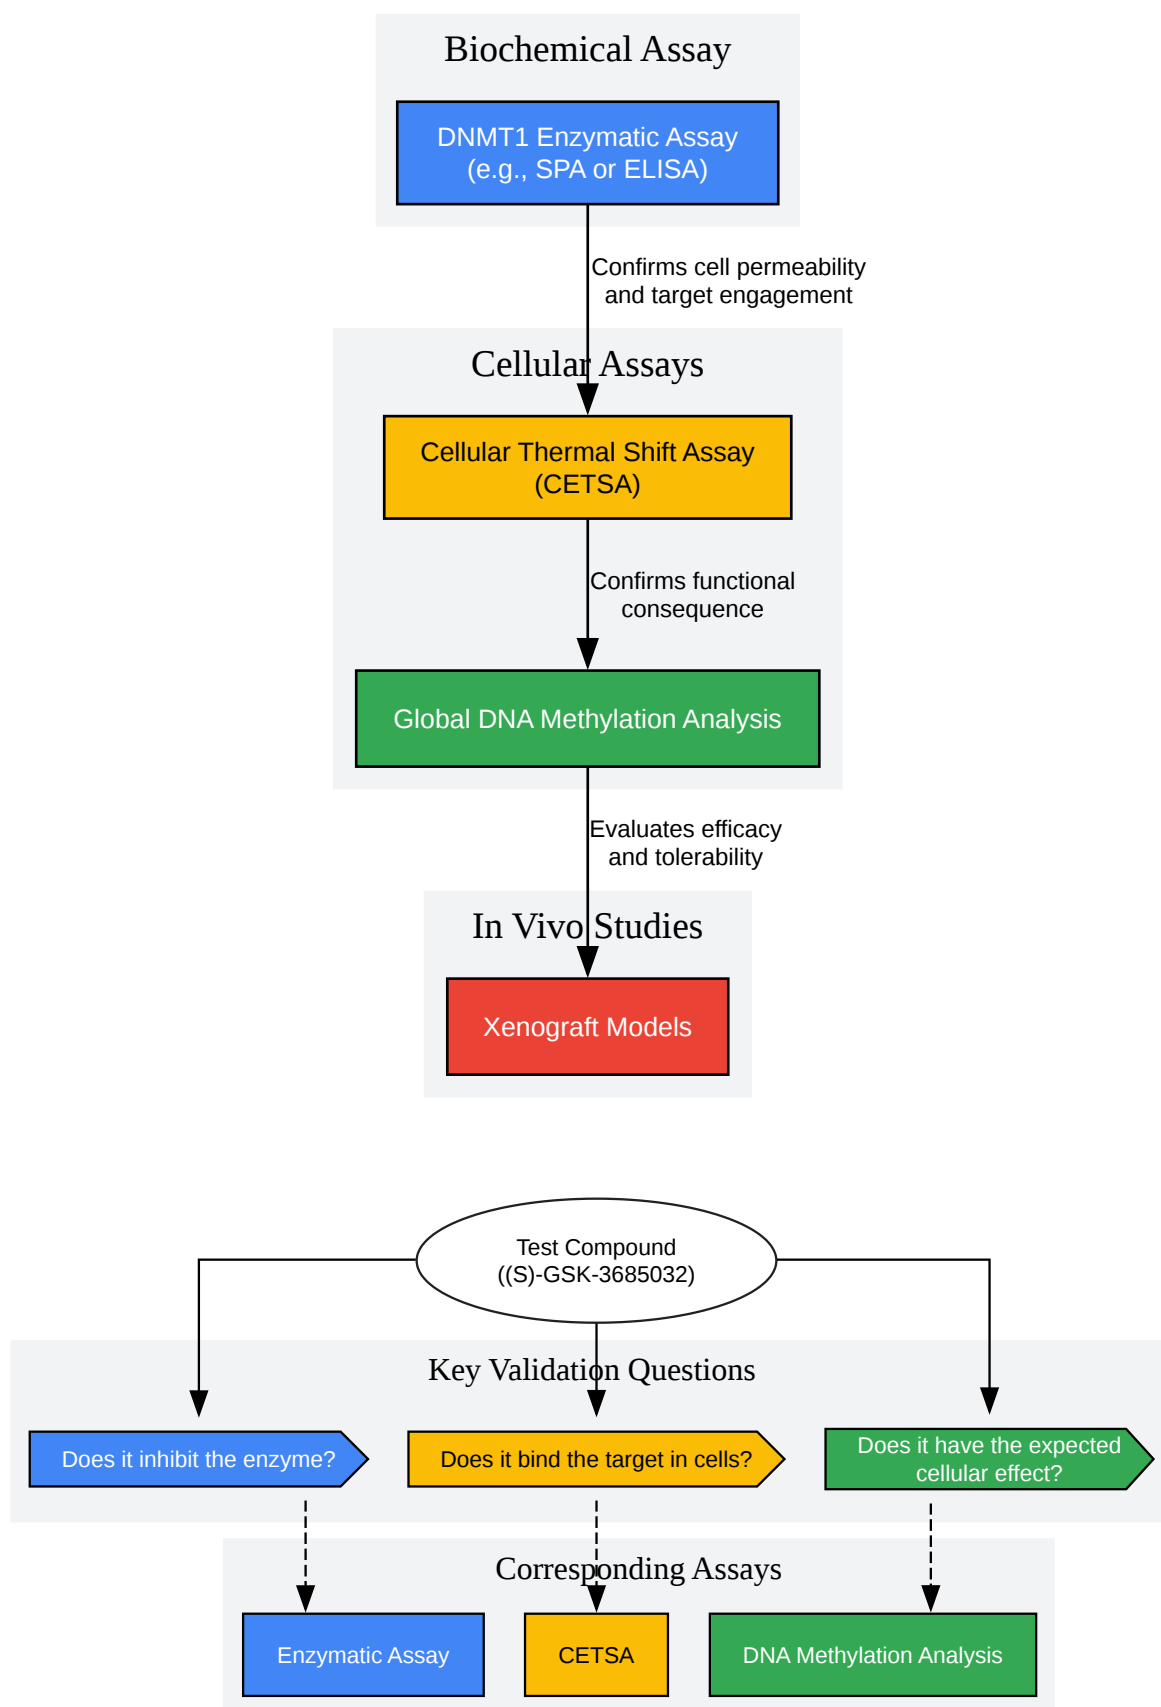 Biochemical Assay
DNMT1 Enzymatic Assay
(e.g., SPA or ELISA)
Confirms cell permeability
and target engagement
Cellular Assays
Cellular Thermal Shift Assay
(CETSA)
Confirms functional
consequence
Global DNA Methylation Analysis
Evaluates efficacy
and tolerability
In Vivo Studies
Xenograft Models
Test Compound
((S)-GSK-3685032)
Key Validation Questions
Does it inhibit the enzyme?
Does it bind the target in cells?
Does it have the expected
cellular effect?
Corresponding Assays
Enzymatic Assay
CETSA
DNA Methylation Analysis